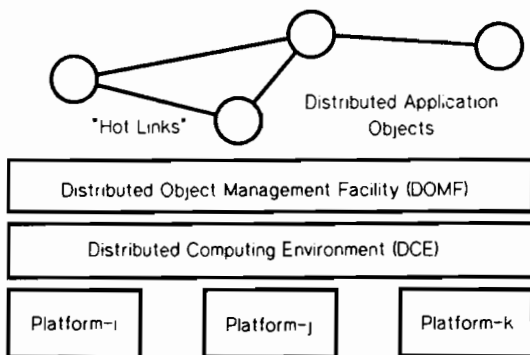 "Hot Links"
Distributed Application
Objects
Distributed Object Management Facility (DOMF)
Distributed Computing Environment (DCE)
Platform-i
Platform-j
Platform-k